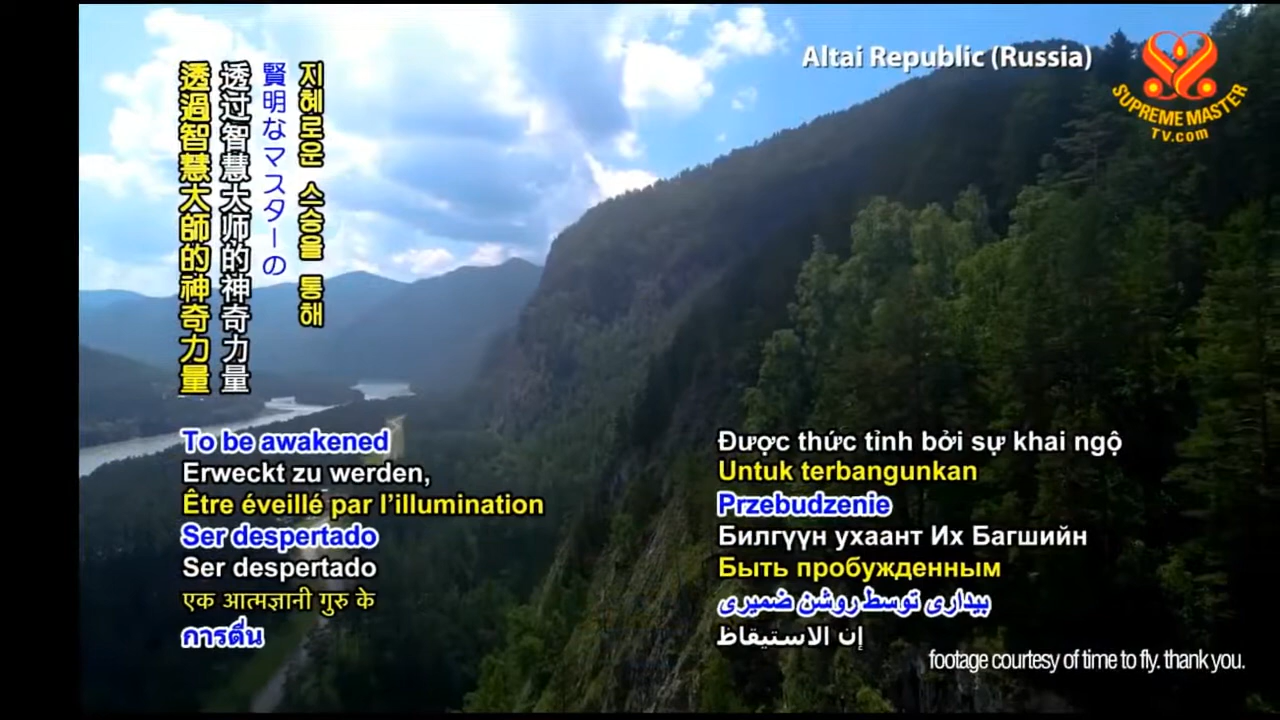 Altai Republic (Russia)
SUPREME MASTER
TV.com
透過智慧大師的神奇力量
透过智慧大师的神奇力量
賢明なマスターの
지혜로운 스승을 통해
To be awakened
Erweckt zu werden,
Être éveillé par l’illumination
Ser despertado
Ser despertado
एक आत्मज्ञानी गुरु के
การตื่น
Được thức tỉnh bởi sự khai ngộ
Untuk terbangunkan
Przebudzenie
Билгүүн ухаант Их Багшийн
Быть пробужденным
بیداری توسط روشن ضمیری
إن الاستيقاظ
footage courtesy of time to fly. thank you.